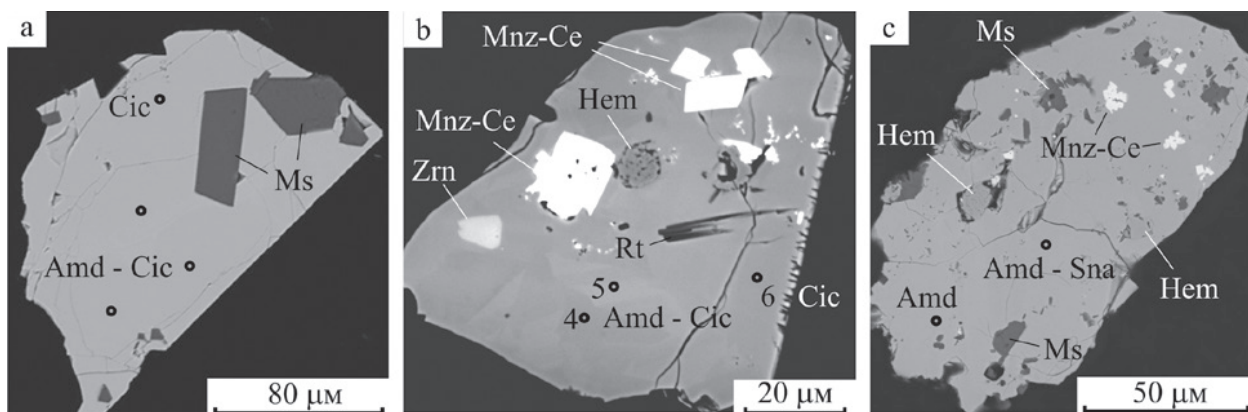 a
Cic
Ms
Amd - Cic
80 μм
b
Mnz-Ce
Hem
Mnz-Ce
Zrn
Rt
5
4
Amd - Cic
6
Cic
20 μм
c
Ms
Hem
Mnz-Ce
Amd - Sna
Hem
Amd
Ms
50 μм